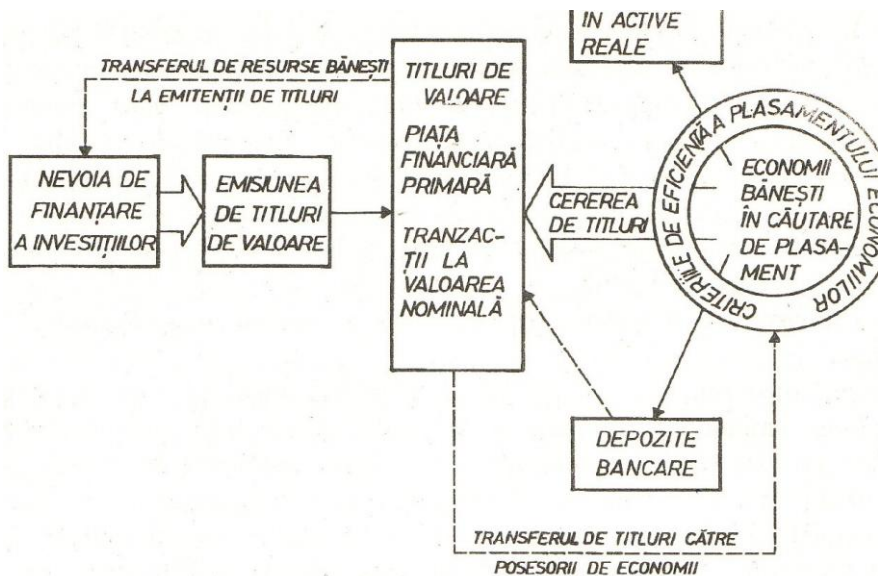 IN ACTIVE
REALE
TRANSFERUL DE RESURSE BĂNEȘTI
LA EMITENȚII DE TITLURI
TITLURI DE
VALOARE
PIAȚA
FINANCIARĂ
PRIMARĂ
TRANZAC-
ȚII LA
VALOAREA
NOMINALĂ
NEVOIA DE
FINANȚARE
A INVESTIȚIILOR
EMISIUNEA
DE TITLURI
DE VALOARE
CEREREA
DE TITLURI
CRITERIILE DE EFICIENȚĂ A PLASAMENTULUI ECONOMIILOR
ECONOMII
BĂNEȘTI
ÎN CĂUTARE
DE PLASA-
MENT
DEPOZITE
BANCARE
TRANSFERUL DE TITLURI CĂTRE
POSESORII DE ECONOMII